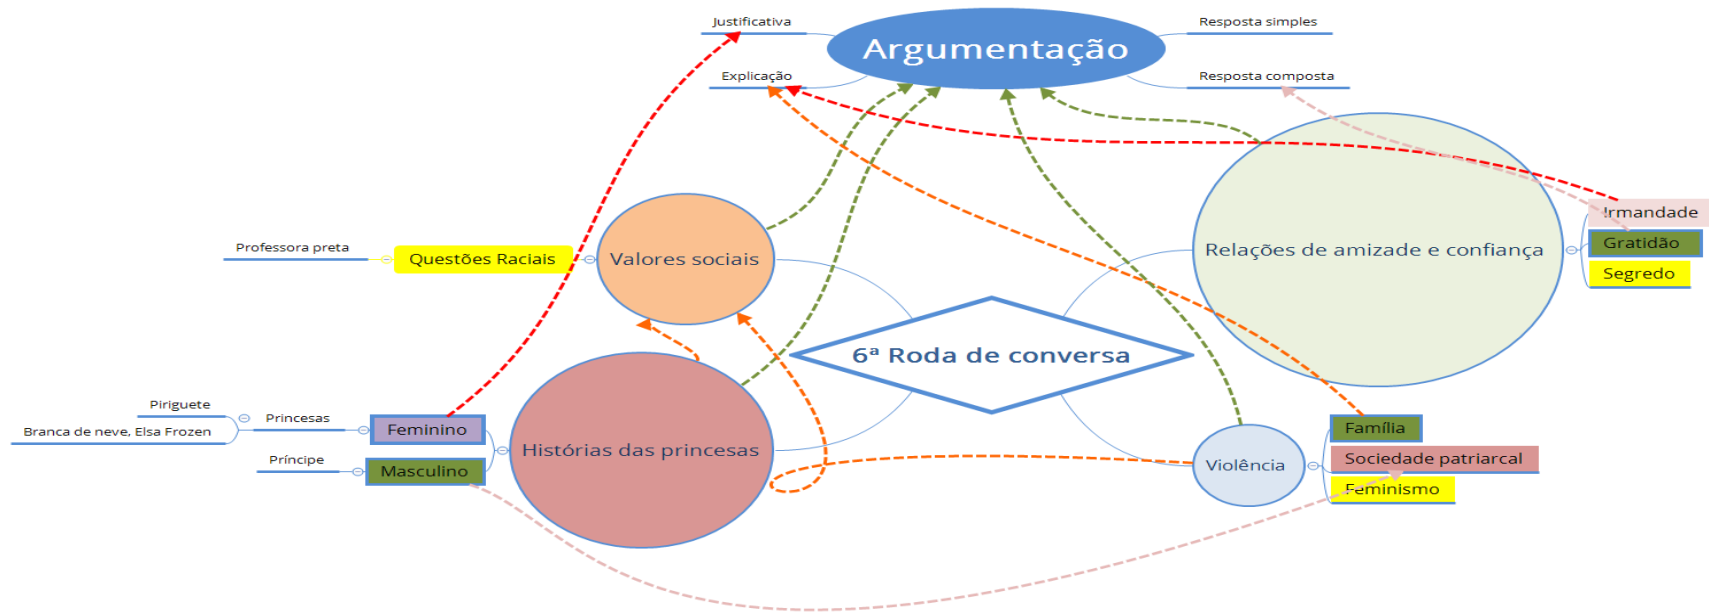 Justificativa
Argumentação
Resposta simples
Explicação
Resposta composta
Irmandade
Professora preta
Questões Raciais
Valores sociais
Relações de amizade e confiança
Gratidão
Segredo
6ª Roda de conversa
Piriguete
Princesas
Branca de neve, Elsa Frozen
Feminino
Histórias das princesas
Príncipe
Masculino
Violência
Família
Sociedade patriarcal
Feminismo